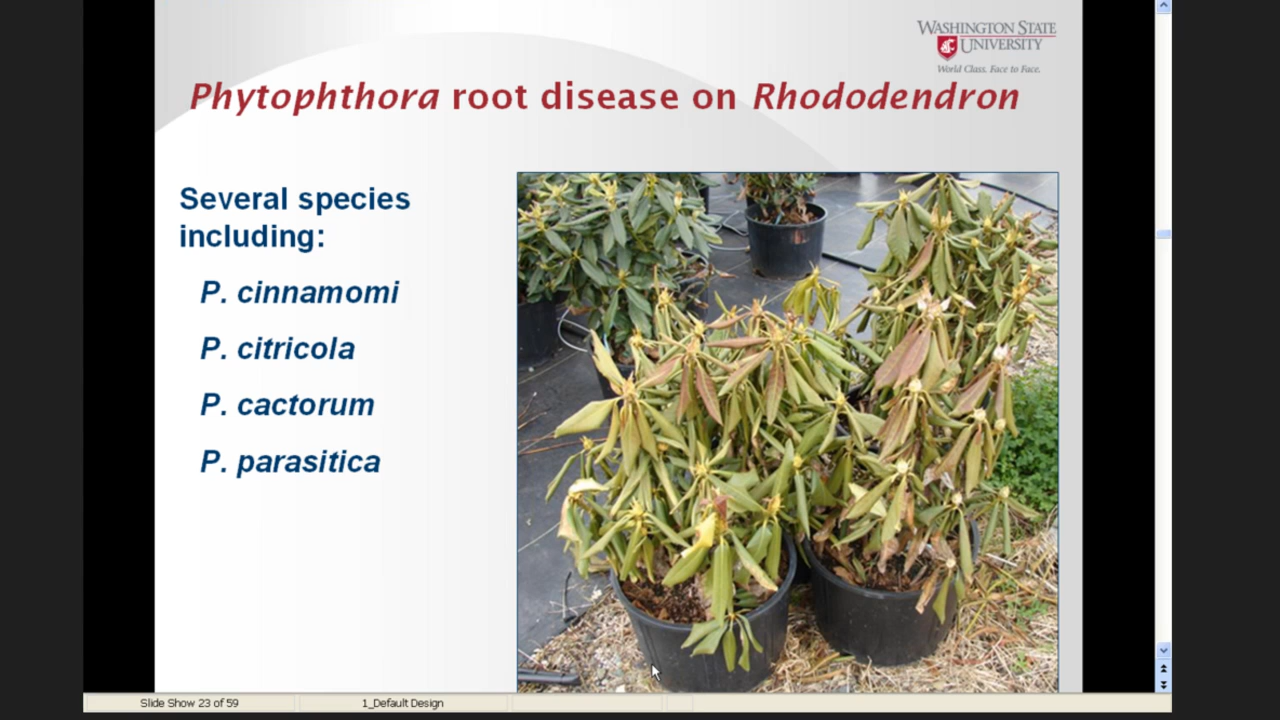 WASHINGTON STATE
UNIVERSITY
World Class. Face to Face.
Phytophthora root disease on Rhododendron
Several species
including:
P. cinnamomi
P. citricola
P. cactorum
P. parasitica
Slide Show 23 of 59
1_Default Design